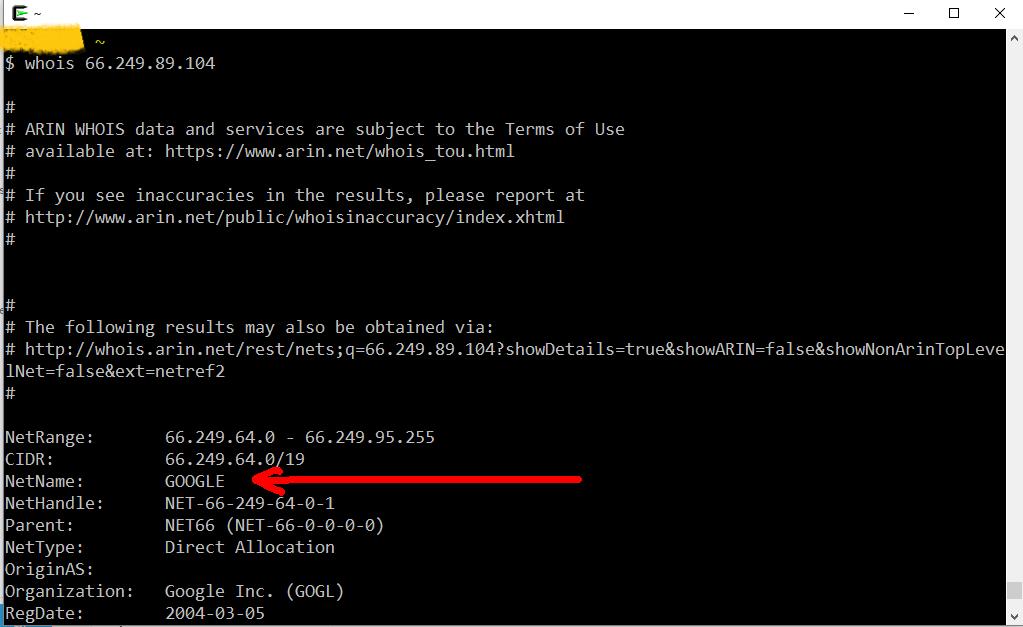 ~
~
$ whois 66.249.89.104
#
# ARIN WHOIS data and services are subject to the Terms of Use
# available at: https://www.arin.net/whois_tou.html
#
# If you see inaccuracies in the results, please report at
# http://www.arin.net/public/whoisinaccuracy/index.xhtml
#
#
# The following results may also be obtained via:
# http://whois.arin.net/rest/nets;q=66.249.89.104?showDetails=true&showARIN=false&showNonArinTopLeve
lNet=false&ext=netref2
#
NetRange: 66.249.64.0 - 66.249.95.255
CIDR: 66.249.64.0/19
NetName: GOOGLE
NetHandle: NET-66-249-64-0-1
Parent: NET66 (NET-66-0-0-0-0)
NetType: Direct Allocation
OriginAS:
Organization: Google Inc. (GOGL)
RegDate: 2004-03-05